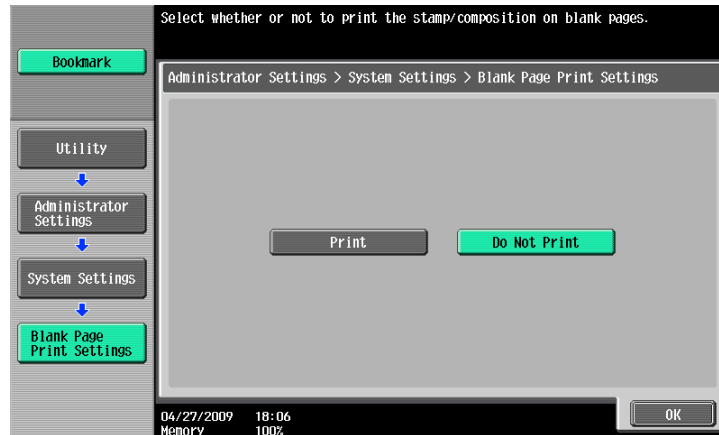 Select whether or not to print the stamp/composition on blank pages.
Bookmark
Administrator Settings > System Settings > Blank Page Print Settings
Utility
Administrator
Settings
System Settings
Blank Page
Print Settings
Print
Do Not Print
04/27/2009 18:06
Memory 100%
OK